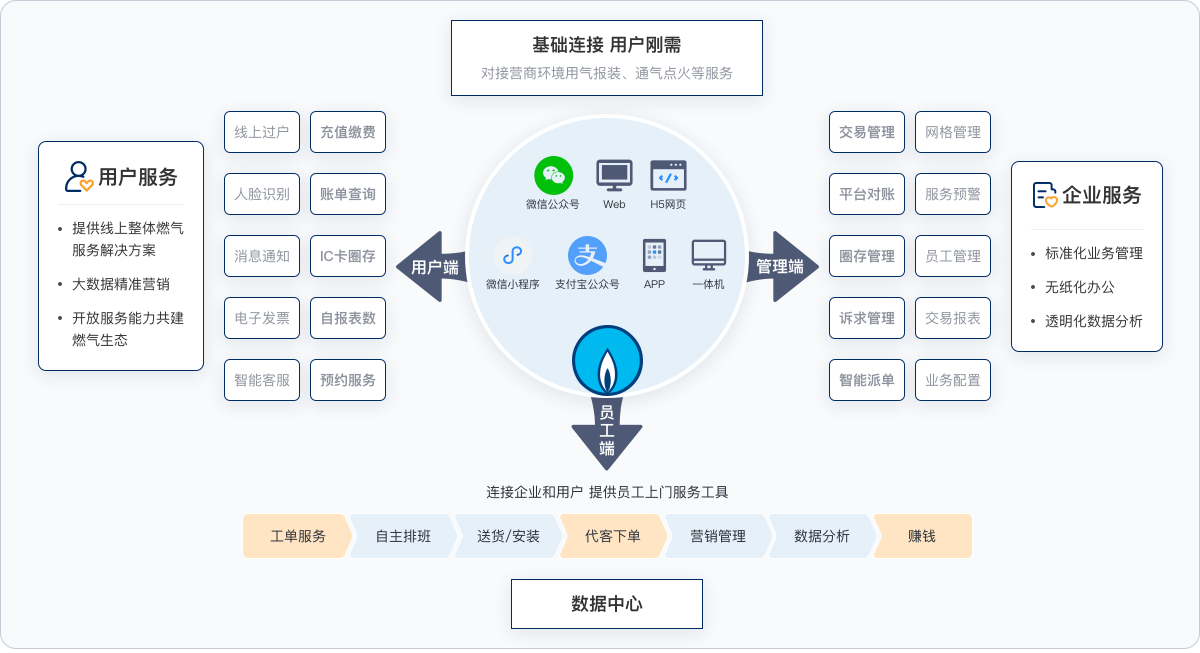 基础连接 用户刚需
对接营商环境用气报装、通气点火等服务
用户服务
提供线上整体燃气
服务解决方案
大数据精准营销
开放服务能力共建
燃气生态
线上过户 充值缴费
人脸识别 账单查询
消息通知 IC卡圈存
电子发票 自报表数
智能客服 预约服务
用户端
微信公众号 Web H5网页
微信小程序 支付宝公众号 APP 一体机
管理端
交易管理 网格管理
平台对账 服务预警
圈存管理 员工管理
诉求管理 交易报表
智能派单 业务配置
企业服务
标准化业务管理
无纸化办公
透明化数据分析
员
工
端
连接企业和用户 提供员工上门服务工具
工单服务 自主排班 送货/安装 代客下单 营销管理 数据分析 赚钱
数据中心